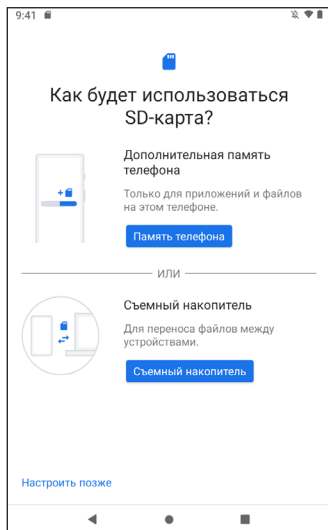 9:41
Как будет использоваться
SD-карта?
Дополнительная память
телефона
Только для приложений и файлов
на этом телефоне.
Память телефона
ИЛИ
Съемный накопитель
Для переноса файлов между
устройствами.
Съемный накопитель
Настроить позже